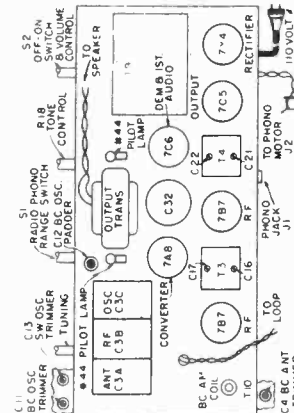 S2
OFF-ON
SWITCH
& VOLUME
CONTROL
TO
SPEAKER
R18
TONE
CONTROL
#44
PILOT
LAMP
S1
RADIO PHONO
RANGE SWITCH
C12 BC OSC.
PADDER
OUTPUT
TRANS
C13
SW OSC
TRIMMER
TUNING
#44 PILOT LAMP
C11
BC OSC
TRIMMER
OSC
C3C
RF
C3B
ANT
C3A
DEM & 1ST.
AUDIO
7C6
C32
7A8
CONVERTER
OUTPUT
7Y4
RECTIFIER
7C5
C22
T4
C21
7B7
RF
C17
T3
C16
7B7
RF
110 VOLT
TO PHONO
MOTOR
J2
PHONO
JACK
J1
TO
LOOP
BC ANT
COIL
T10
BC ANT